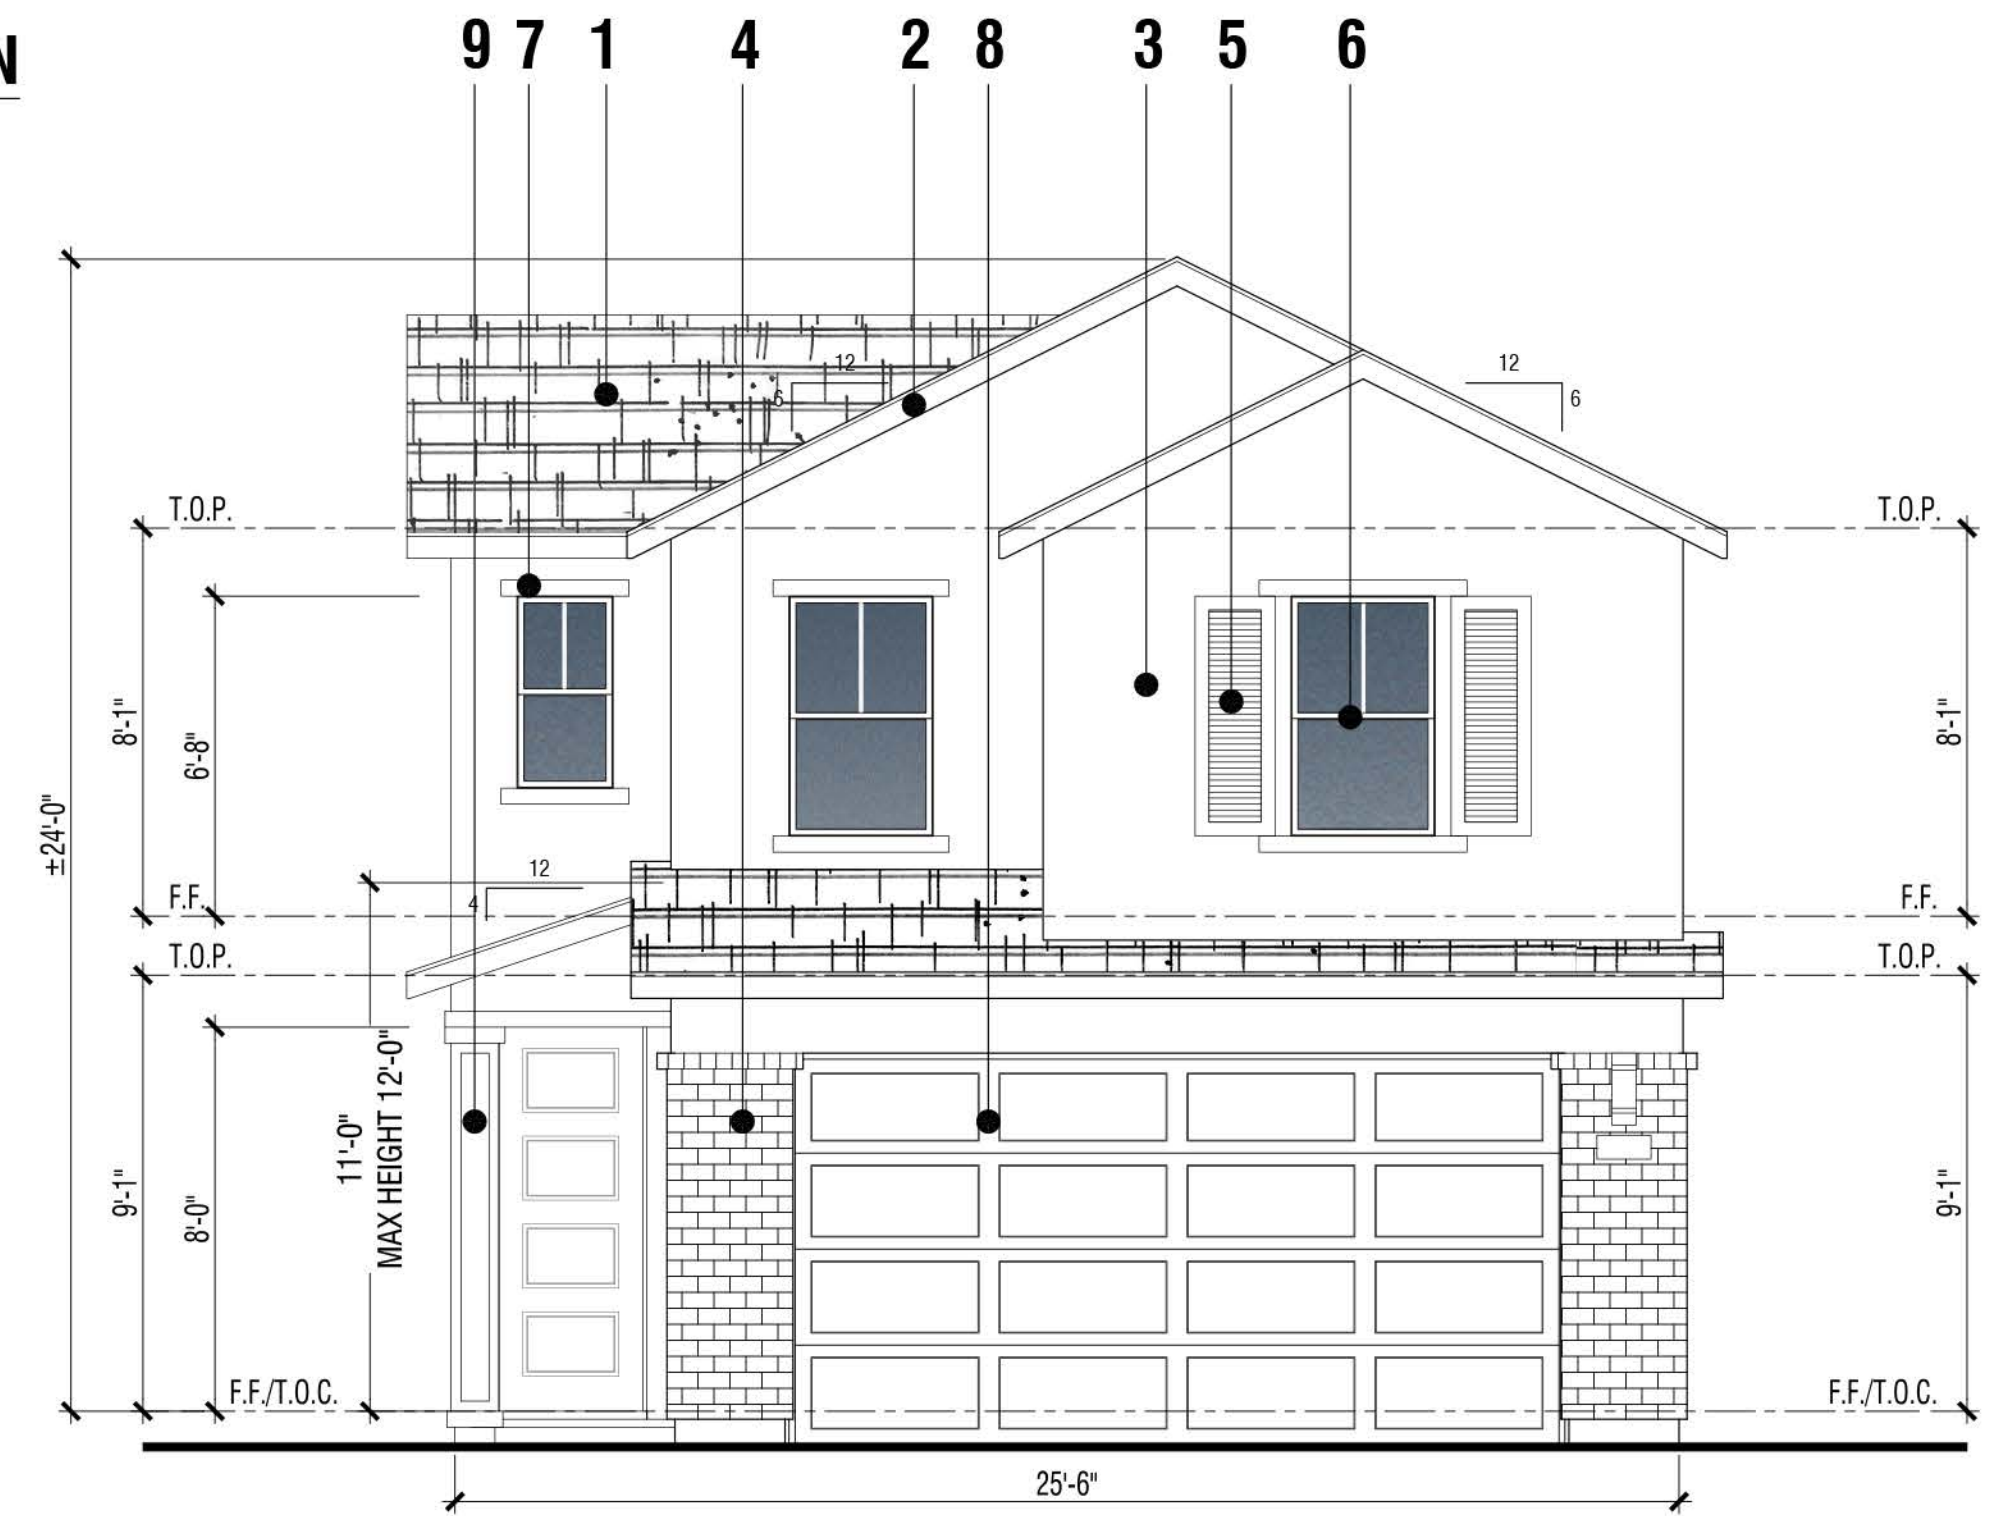 N
9 7 1 4 2 8 3 5 6
12
6
12
6
T.O.P.
T.O.P.
8'-1"
6'-8"
8'-1"
±24'-0"
12
4
F.F.
F.F.
T.O.P.
T.O.P.
9'-1"
8'-0"
11'-0"
MAX HEIGHT 12'-0"
9'-1"
F.F./T.O.C.
F.F./T.O.C.
25'-6"